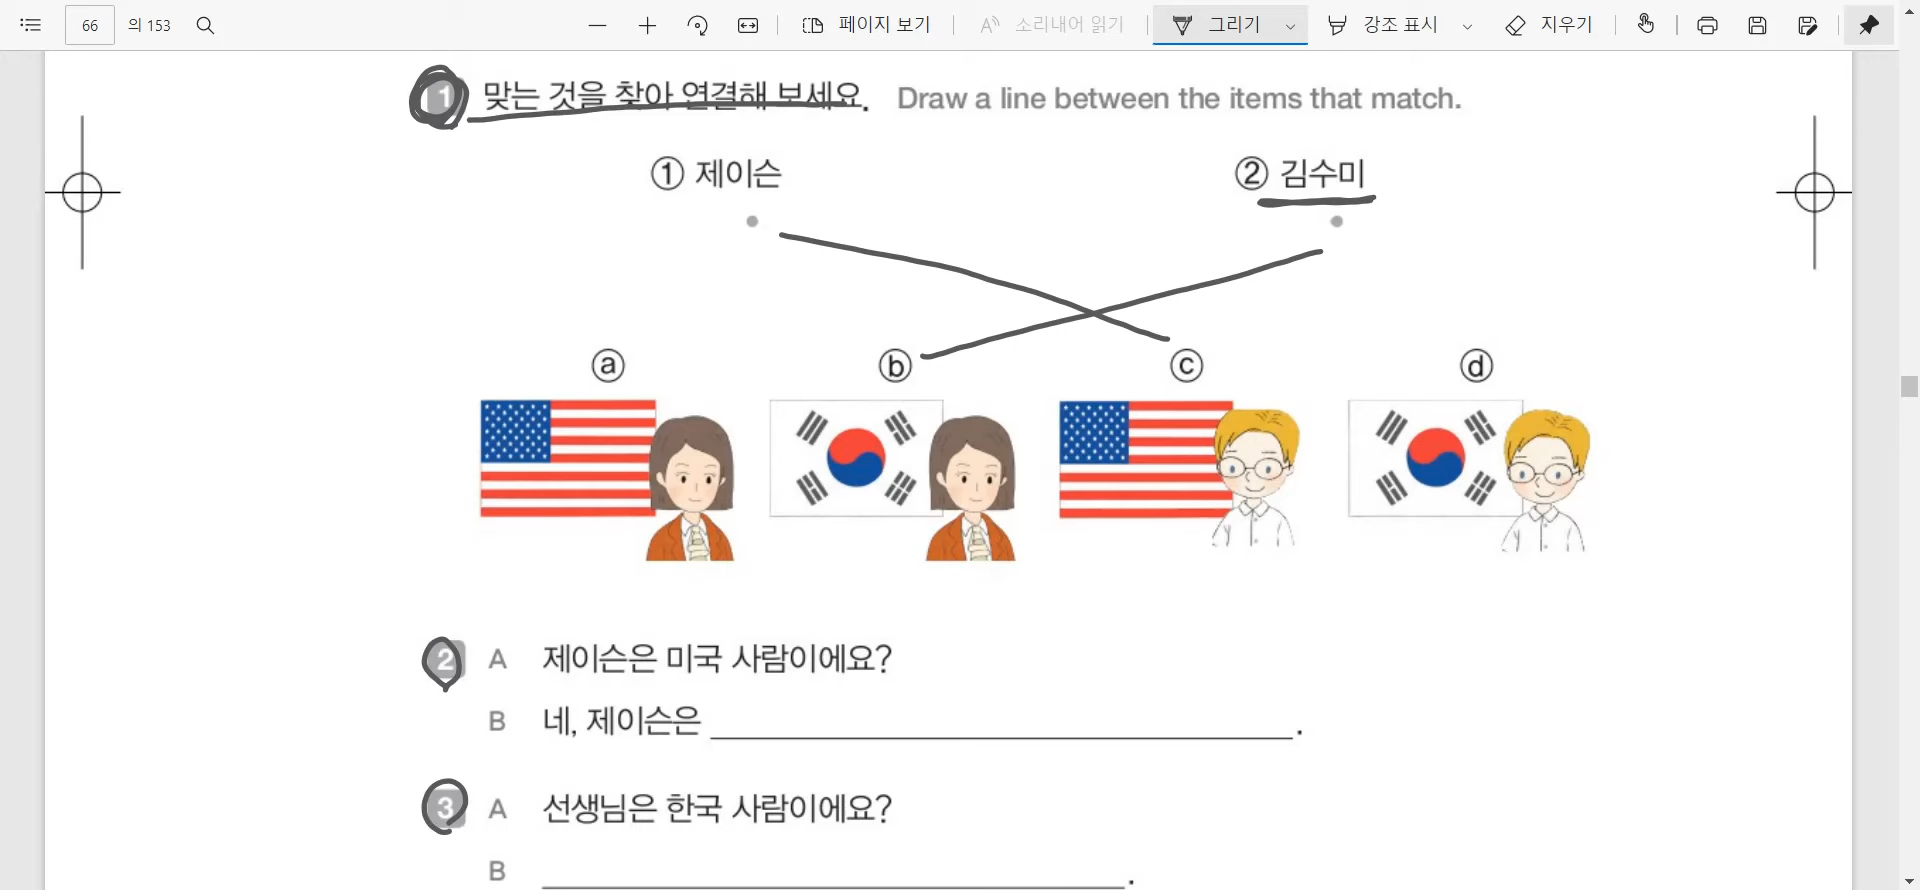 66 의 153 페이지 보기 소리내어 읽기 그리기 강조 표시 지우기
1 맞는 것을 찾아 연결해 보세요. Draw a line between the items that match.
① 제이슨 ② 김수미
ⓐ ⓑ ⓒ ⓓ
2 A 제이슨은 미국 사람이에요?
B 네, 제이슨은 .
3 A 선생님은 한국 사람이에요?
B .